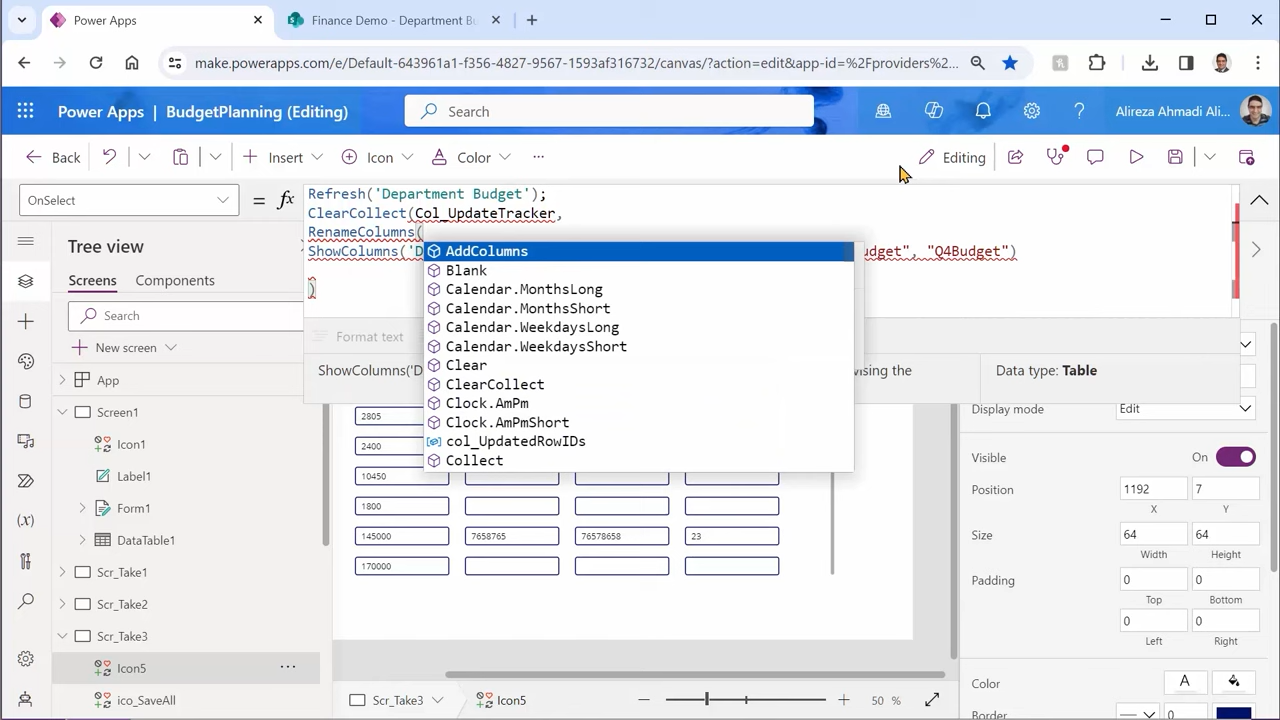 Power Apps
Finance Demo - Department Bu
make.powerapps.com/e/Default-643961a1-f356-4827-9567-1593af316732/canvas/?action=edit&app-id=%2Fproviders%2...
Power Apps | BudgetPlanning (Editing)
Search
Alireza Ahmadi Ali...
Back
Insert
Icon
Color
Editing
OnSelect
= fx
Refresh('Department Budget');
ClearCollect(Col_UpdateTracker,
RenameColumns(
ShowColumns('D
udget", "Q4Budget")
)
AddColumns
Blank
Calendar.MonthsLong
Calendar.MonthsShort
Calendar.WeekdaysLong
Calendar.WeekdaysShort
Clear
ClearCollect
Clock.AmPm
Clock.AmPmShort
col_UpdatedRowIDs
Collect
Format text
ShowColumns('D
ising the
Data type: Table
Tree view
Screens
Components
Search
New screen
App
Screen1
Icon1
Label1
Form1
DataTable1
Scr_Take1
Scr_Take2
Scr_Take3
Icon5
ico_SaveAll
2805
2400
10450
1800
145000
7658765
76578658
23
170000
Display mode
Edit
Visible
On
Position
1192
7
X
Y
Size
64
64
Width
Height
Padding
0
0
Top
Bottom
0
0
Left
Right
Color
A
Border
0
Scr_Take3
Icon5
50 %